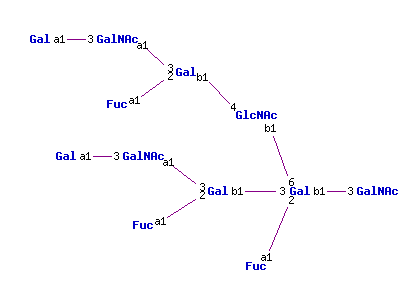 Gal a1 3 GalNAc a1
3 2 Gal b1
Fuc a1
4 GlcNAc b1
Gal a1 3 GalNAc a1
3 2 Gal b1 3 6 2 Gal b1 3 GalNAc
Fuc a1
Fuc a1